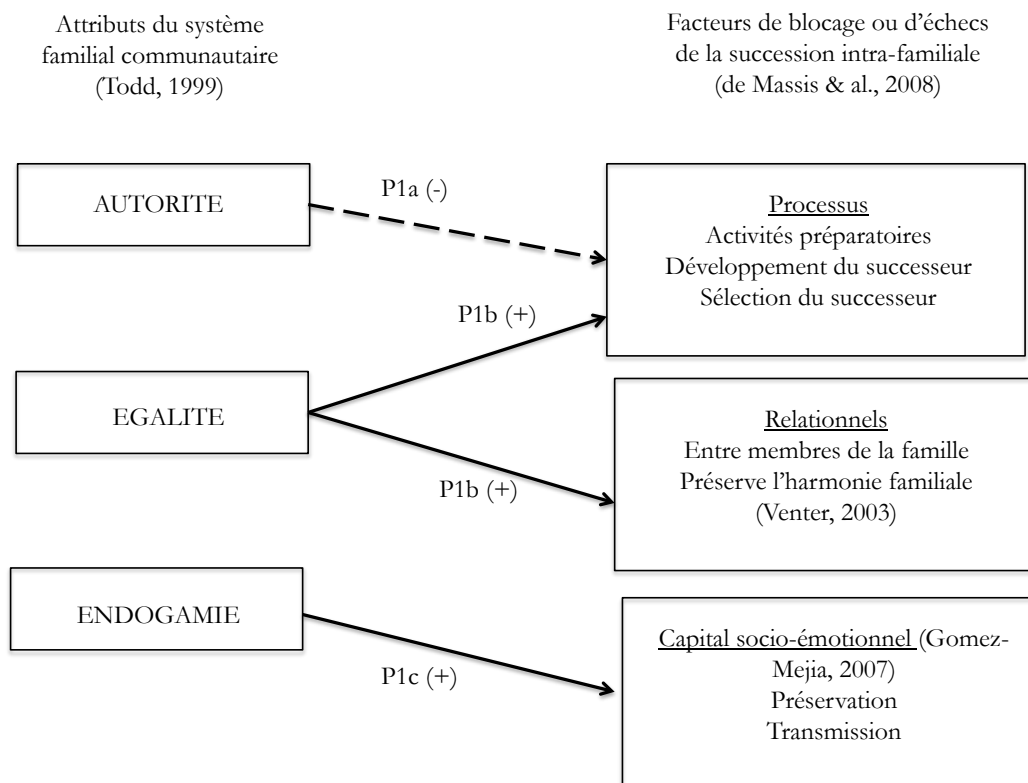 Attributs du système
familial communautaire
(Todd, 1999)
Facteurs de blocage ou d'échecs
de la succession intra-familiale
(de Massis & al., 2008)
AUTORITE
P1a (-)
Processus
Activités préparatoires
Développement du successeur
Sélection du successeur
P1b (+)
EGALITE
P1b (+)
Relationnels
Entre membres de la famille
Préserve l'harmonie familiale
(Venter, 2003)
ENDOGAMIE
P1c (+)
Capital socio-émotionnel (Gomez-
Mejia, 2007)
Préservation
Transmission